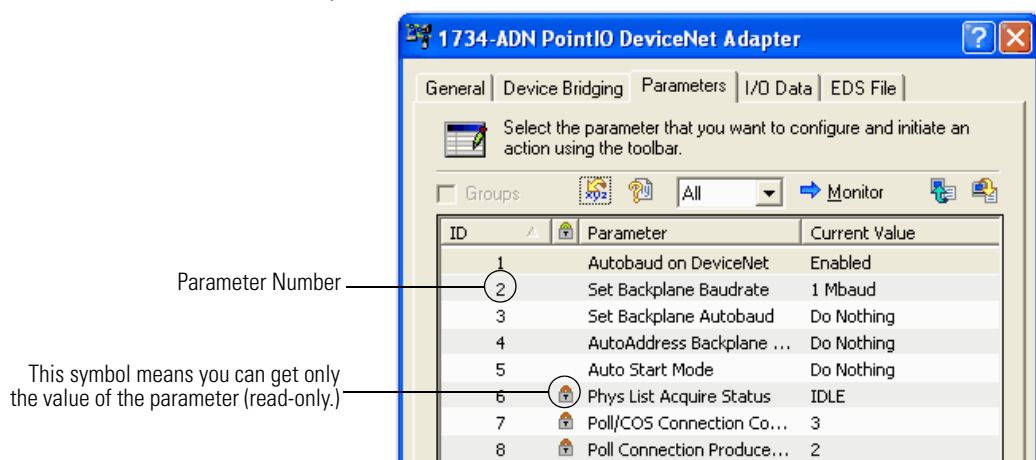 1734-ADN PointIO DeviceNet Adapter
General Device Bridging Parameters I/O Data EDS File
Select the parameter that you want to configure and initiate an
action using the toolbar.
Groups All Monitor
ID Parameter Current Value
1 Autobaud on DeviceNet Enabled
Parameter Number
2 Set Backplane Baudrate 1 Mbaud
3 Set Backplane Autobaud Do Nothing
4 AutoAddress Backplane ... Do Nothing
5 Auto Start Mode Do Nothing
This symbol means you can get only
the value of the parameter (read-only.)
6 Phys List Acquire Status IDLE
7 Poll/COS Connection Co... 3
8 Poll Connection Produce... 2